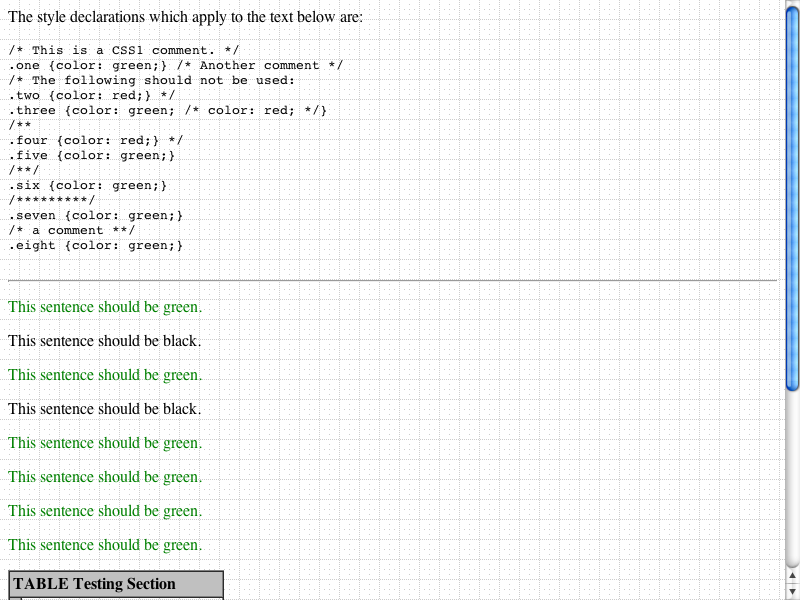 The style declarations which apply to the text below are:
/* This is a CSS1 comment. */
.one {color: green;} /* Another comment */
/* The following should not be used:
.two {color: red;} */
.three {color: green; /* color: red; */}
/**
.four {color: red;} */
.five {color: green;}
/**/
.six {color: green;}
/*********/
.seven {color: green;}
/* a comment **/
.eight {color: green;}
This sentence should be green.
This sentence should be black.
This sentence should be green.
This sentence should be black.
This sentence should be green.
This sentence should be green.
This sentence should be green.
This sentence should be green.
TABLE Testing Section